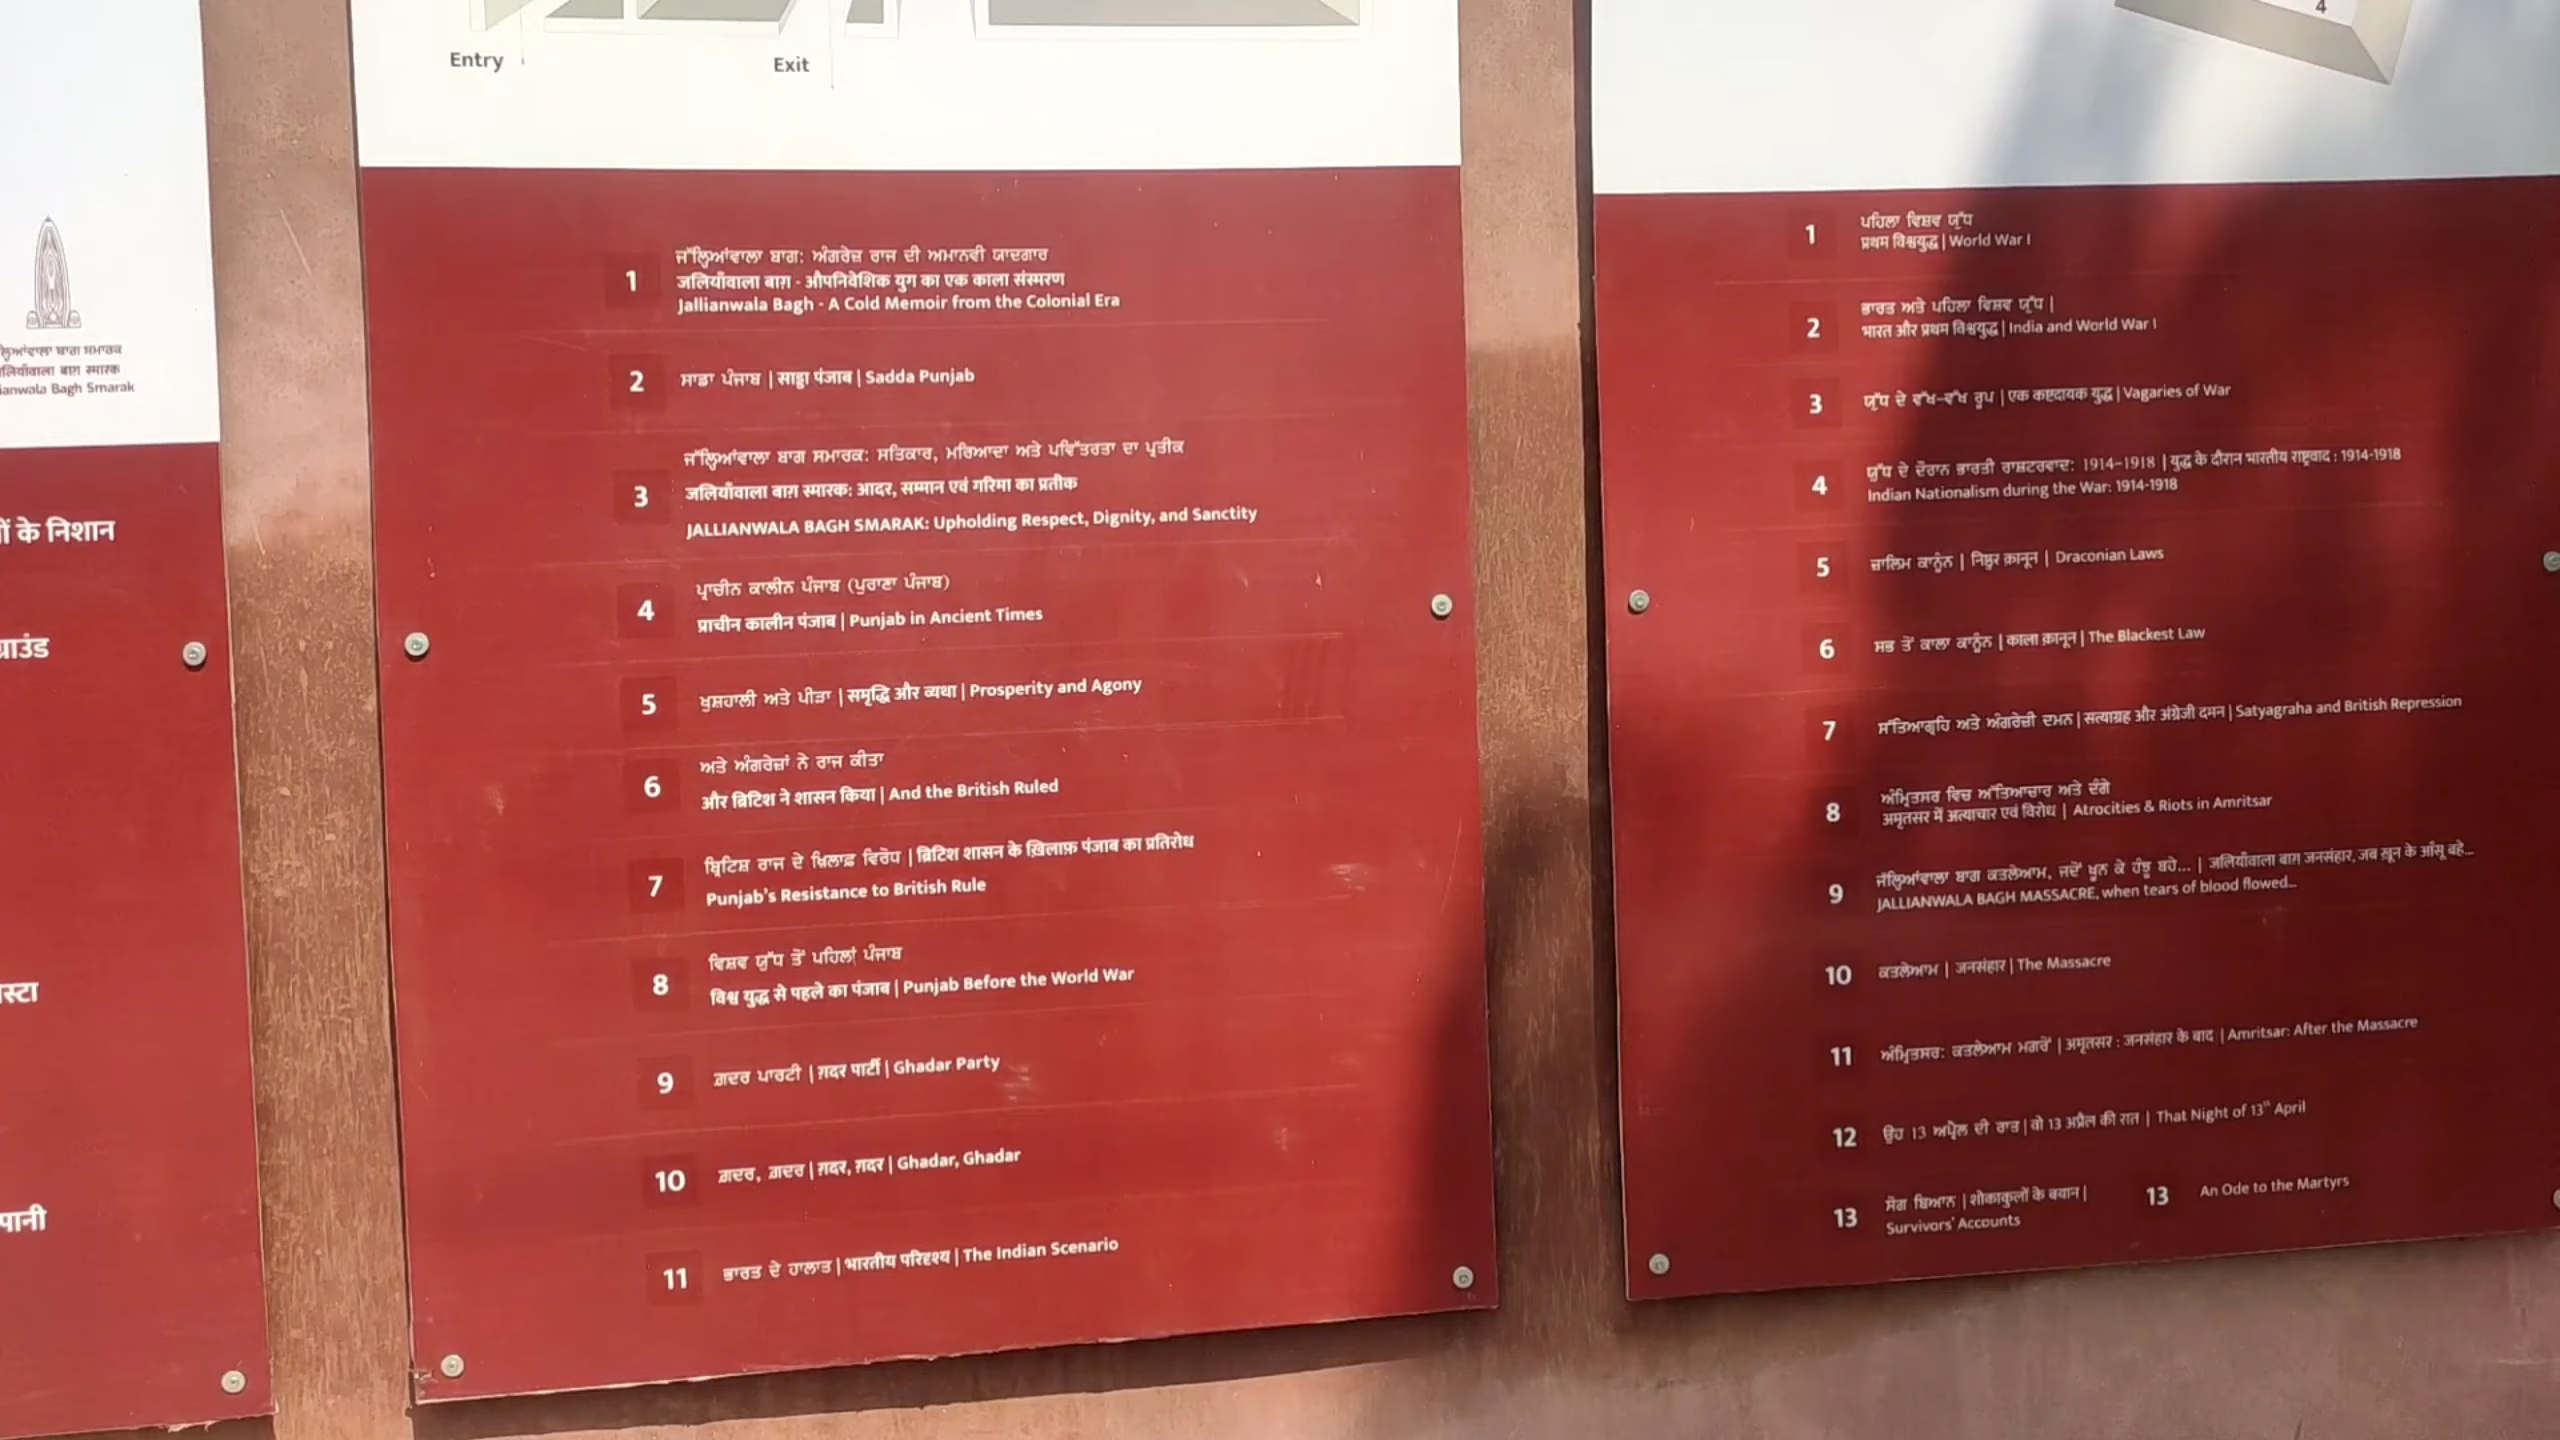 ਬਾਗ ਸਮਾਰਕ
बाग़ स्मारक
Bagh Smarak
के निशान
पानी
Entry
Exit
1
ਜੱਲ੍ਹਿਆਂਵਾਲਾ ਬਾਗ: ਅੰਗਰੇਜ਼ ਰਾਜ ਦੀ ਅਮਾਨਵੀ ਯਾਦਗਾਰ
जलियाँवाला बाग़ - औपनिवेशिक युग का एक काला संस्मरण
Jallianwala Bagh - A Cold Memoir from the Colonial Era
2
ਸਾਡਾ ਪੰਜਾਬ | साड्डा पंजाब | Sadda Punjab
3
ਜੱਲ੍ਹਿਆਂਵਾਲਾ ਬਾਗ ਸਮਾਰਕ: ਸਤਿਕਾਰ, ਮਰਿਆਦਾ ਅਤੇ ਪਵਿੱਤਰਤਾ ਦਾ ਪ੍ਰਤੀਕ
जलियाँवाला बाग़ स्मारक: आदर, सम्मान एवं गरिमा का प्रतीक
JALLIANWALA BAGH SMARAK: Upholding Respect, Dignity, and Sanctity
4
ਪ੍ਰਾਚੀਨ ਕਾਲੀਨ ਪੰਜਾਬ (ਪੁਰਾਣਾ ਪੰਜਾਬ)
प्राचीन कालीन पंजाब | Punjab in Ancient Times
5
ਖੁਸ਼ਹਾਲੀ ਅਤੇ ਪੀੜਾ | समृद्धि और व्यथा | Prosperity and Agony
6
ਅਤੇ ਅੰਗਰੇਜ਼ਾਂ ਨੇ ਰਾਜ ਕੀਤਾ
और ब्रिटिश ने शासन किया | And the British Ruled
7
ਬ੍ਰਿਟਿਸ਼ ਰਾਜ ਦੇ ਖਿਲਾਫ਼ ਵਿਰੋਧ | ब्रिटिश शासन के ख़िलाफ़ पंजाब का प्रतिरोध
Punjab's Resistance to British Rule
8
ਵਿਸ਼ਵ ਯੁੱਧ ਤੋਂ ਪਹਿਲਾਂ ਪੰਜਾਬ
विश्व युद्ध से पहले का पंजाब | Punjab Before the World War
9
ਗ਼ਦਰ ਪਾਰਟੀ | ग़दर पार्टी | Ghadar Party
10
ਗ਼ਦਰ, ਗ਼ਦਰ | ग़दर, ग़दर | Ghadar, Ghadar
11
ਭਾਰਤ ਦੇ ਹਾਲਾਤ | भारतीय परिदृश्य | The Indian Scenario
4
1
ਪਹਿਲਾ ਵਿਸ਼ਵ ਯੁੱਧ
प्रथम विश्वयुद्ध | World War I
2
ਭਾਰਤ ਅਤੇ ਪਹਿਲਾ ਵਿਸ਼ਵ ਯੁੱਧ |
भारत और प्रथम विश्वयुद्ध | India and World War I
3
ਯੁੱਧ ਦੇ ਵੱਖ-ਵੱਖ ਰੂਪ | एक कष्टदायक युद्ध | Vagaries of War
4
ਯੁੱਧ ਦੇ ਦੌਰਾਨ ਭਾਰਤੀ ਰਾਸ਼ਟਰਵਾਦ: 1914-1918 | युद्ध के दौरान भारतीय राष्ट्रवाद : 1914-1918
Indian Nationalism during the War: 1914-1918
5
ਜ਼ਾਲਿਮ ਕਾਨੂੰਨ | निष्ठुर क़ानून | Draconian Laws
6
ਸਭ ਤੋਂ ਕਾਲਾ ਕਾਨੂੰਨ | काला क़ानून | The Blackest Law
7
ਸੱਤਿਆਗ੍ਰਹਿ ਅਤੇ ਅੰਗਰੇਜ਼ੀ ਦਮਨ | सत्याग्रह और अंग्रेजी दमन | Satyagraha and British Repression
8
ਅੰਮ੍ਰਿਤਸਰ ਵਿਚ ਅੱਤਿਆਚਾਰ ਅਤੇ ਦੰਗੇ
अमृतसर में अत्याचार एवं विरोध | Atrocities & Riots in Amritsar
9
ਜੱਲ੍ਹਿਆਂਵਾਲਾ ਬਾਗ ਕਤਲੇਆਮ, ਜਦੋਂ ਖੂਨ ਕੇ ਹੰਝੂ ਬਹੇ... | जलियाँवाला बाग़ जनसंहार, जब ख़ून के आँसू बहे...
JALLIANWALA BAGH MASSACRE, when tears of blood flowed...
10
ਕਤਲੇਆਮ | जनसंहार | The Massacre
11
ਅੰਮ੍ਰਿਤਸਰ: ਕਤਲੇਆਮ ਮਗਰੋਂ | अमृतसर : जनसंहार के बाद | Amritsar: After the Massacre
12
ਉਹ 13 ਅਪ੍ਰੈਲ ਦੀ ਰਾਤ | वो 13 अप्रैल की रात | That Night of 13th April
13
ਸੋਗ ਬਿਆਨ | शोकाकुलों के बयान |
Survivors' Accounts
13
An Ode to the Martyrs